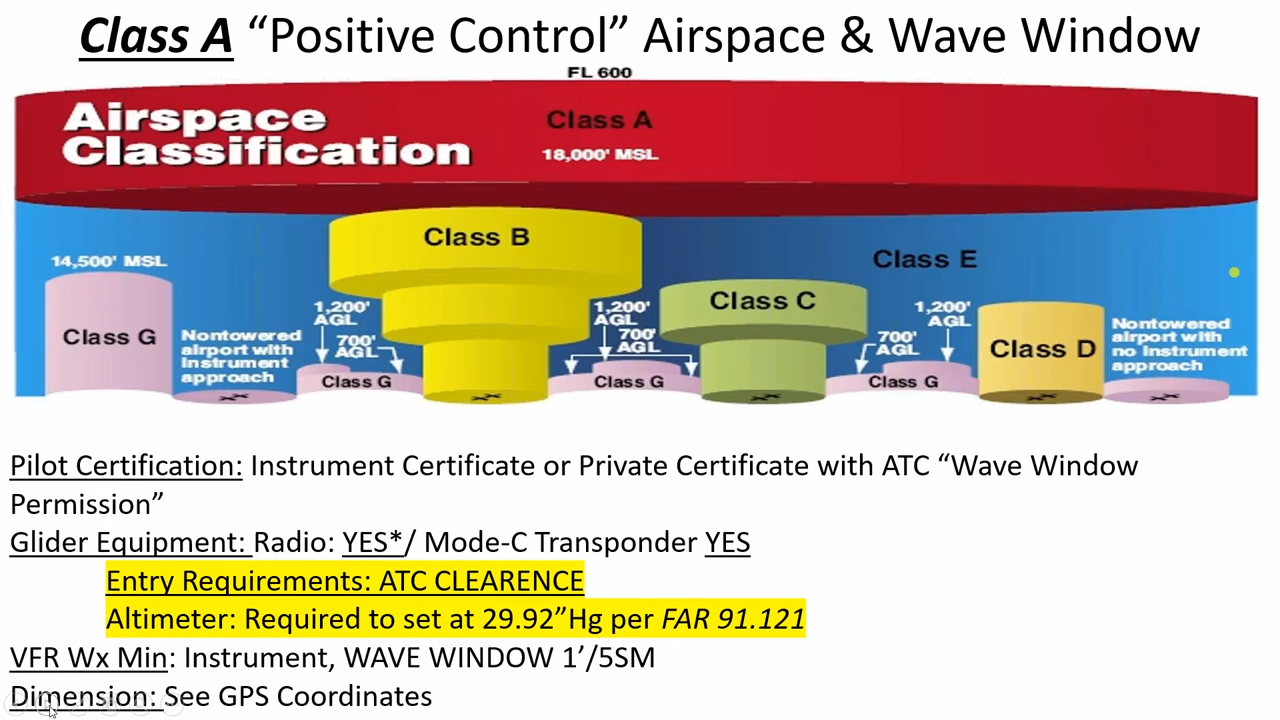 Class A “Positive Control” Airspace & Wave Window
FL 600
Airspace
Classification
Class A
18,000' MSL
Class B
Class E
14,500' MSL
Class C
1,200'
AGL
1,200'
AGL
1,200'
AGL
Class G
Nontowered
airport with
instrument
approach
700'
AGL
700'
AGL
700'
AGL
Class D
Nontowered
airport with
no instrument
approach
Class G
Class G
Class G
Pilot Certification: Instrument Certificate or Private Certificate with ATC “Wave Window
Permission”
Glider Equipment: Radio: YES*/ Mode-C Transponder YES
Entry Requirements: ATC CLEARENCE
Altimeter: Required to set at 29.92”Hg per FAR 91.121
VFR Wx Min: Instrument, WAVE WINDOW 1’/5SM
Dimension: See GPS Coordinates